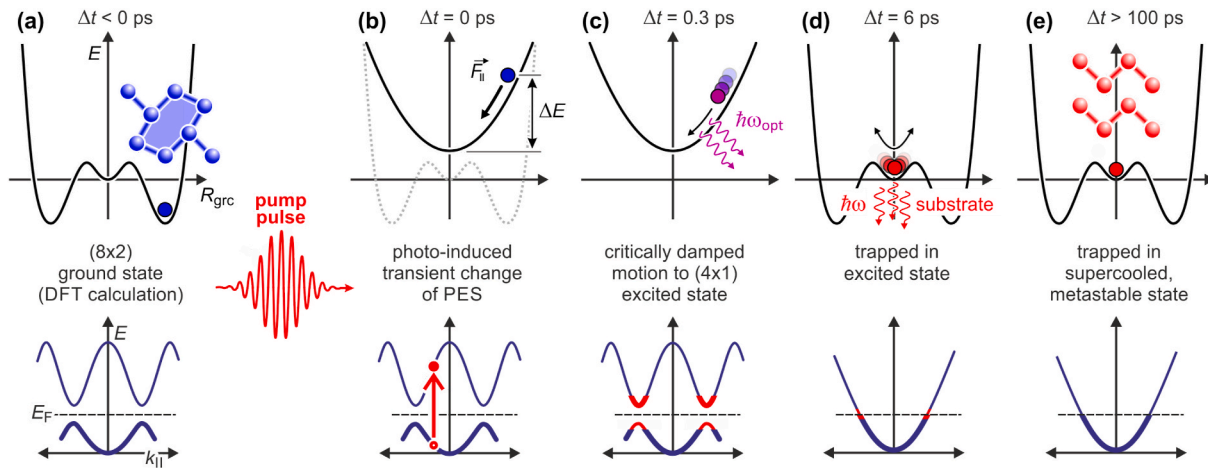 (a) Δt < 0 ps
E
R_grc
(8x2)
ground state
(DFT calculation)
E
E_F
k_||
pump
pulse
(b) Δt = 0 ps
F_||
ΔE
photo-induced
transient change
of PES
(c) Δt = 0.3 ps
ħω_opt
critically damped
motion to (4x1)
excited state
(d) Δt = 6 ps
ħω substrate
trapped in
excited state
(e) Δt > 100 ps
trapped in
supercooled,
metastable state